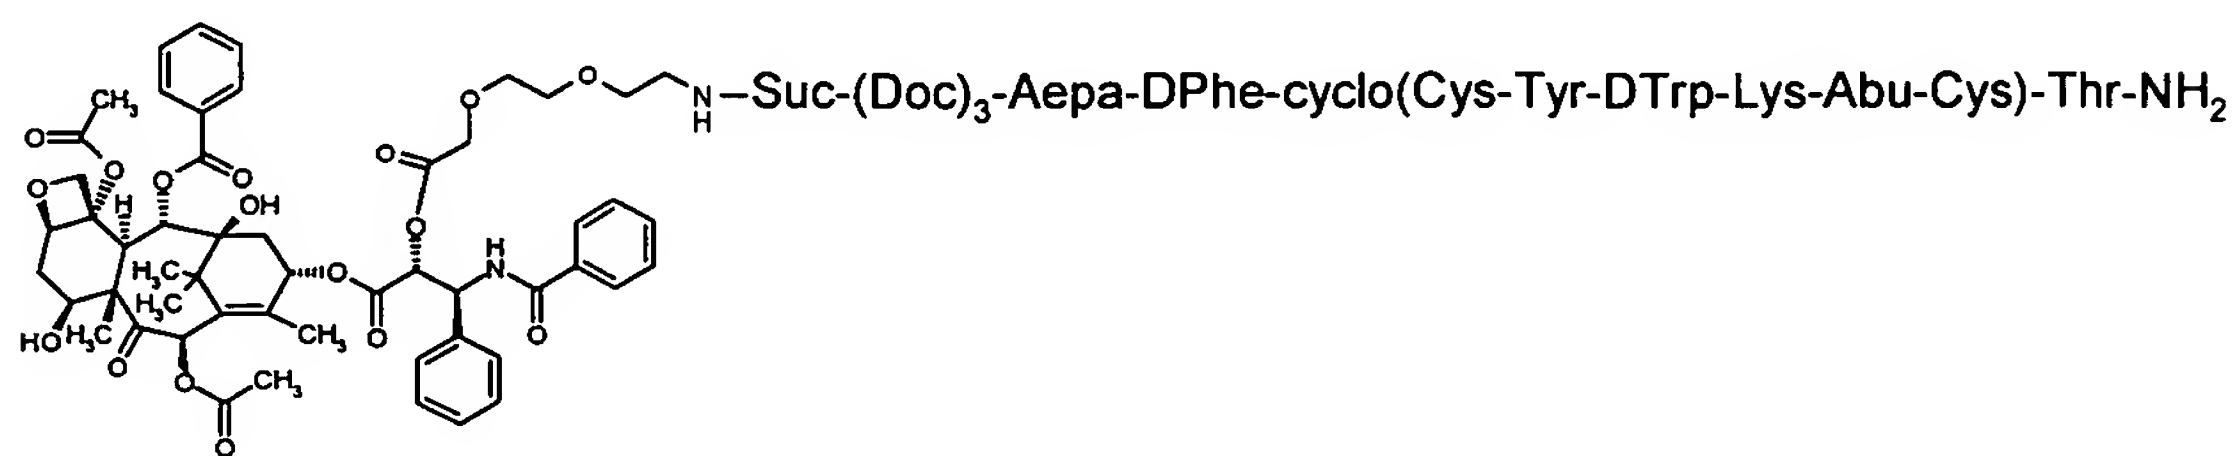 O
O
N
H
–Suc-(Doc)₃-Aepa-DPhe-cyclo(Cys-Tyr-DTrp-Lys-Abu-Cys)-Thr-NH₂
CH₃
O
O
O
O
O
O
H
OH
O
O
H
N
H₃C
H₃C
O
O
O
HO
H₃C
O
CH₃
O
CH₃
O